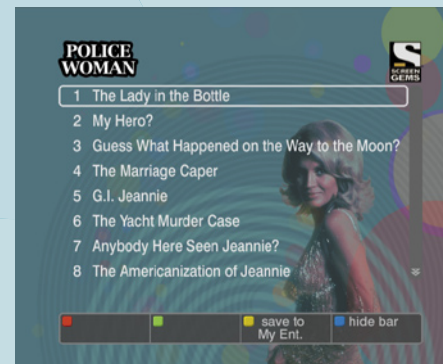 POLICE
WOMAN
S
SCREEN
GEMS
1 The Lady in the Bottle
2 My Hero?
3 Guess What Happened on the Way to the Moon?
4 The Marriage Caper
5 G.I. Jeannie
6 The Yacht Murder Case
7 Anybody Here Seen Jeannie?
8 The Americanization of Jeannie
save to
My Ent.
hide bar